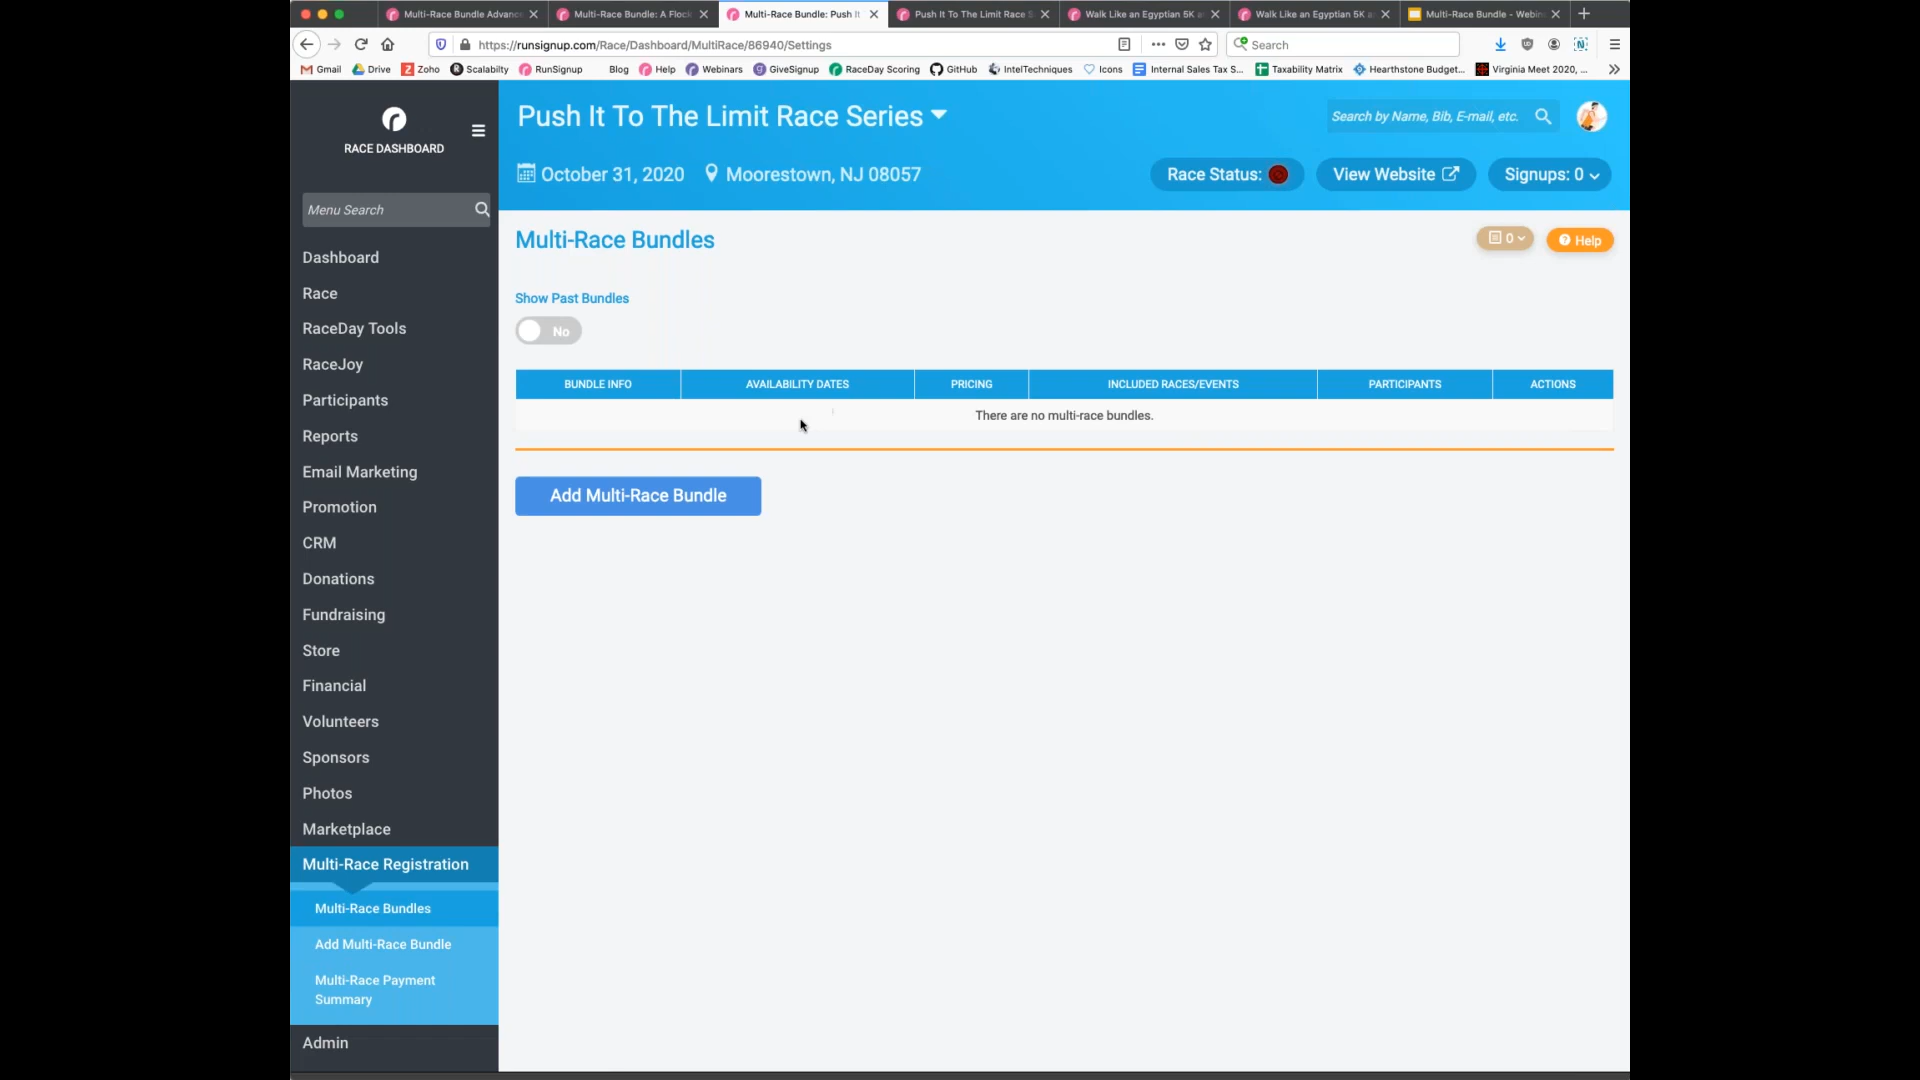 Multi-Race Bundle Advanc
Multi-Race Bundle: A Flock
Multi-Race Bundle: Push It
Push It To The Limit Race S
Walk Like an Egyptian 5K a
Walk Like an Egyptian 5K a
Multi-Race Bundle - Webin
https://runsignup.com/Race/Dashboard/MultiRace/86940/Settings
Search
Gmail
Drive
Zoho
Scalabilty
RunSignup
Blog
Help
Webinars
GiveSignup
RaceDay Scoring
GitHub
IntelTechniques
Icons
Internal Sales Tax S...
Taxability Matrix
Hearthstone Budget...
Virginia Meet 2020, ...
RACE DASHBOARD
Menu Search
Dashboard
Race
RaceDay Tools
RaceJoy
Participants
Reports
Email Marketing
Promotion
CRM
Donations
Fundraising
Store
Financial
Volunteers
Sponsors
Photos
Marketplace
Multi-Race Registration
Multi-Race Bundles
Add Multi-Race Bundle
Multi-Race Payment
Summary
Admin
Push It To The Limit Race Series
Search by Name, Bib, E-mail, etc.
October 31, 2020
Moorestown, NJ 08057
Race Status:
View Website
Signups: 0
Multi-Race Bundles
0
Help
Show Past Bundles
No
BUNDLE INFO
AVAILABILITY DATES
PRICING
INCLUDED RACES/EVENTS
PARTICIPANTS
ACTIONS
There are no multi-race bundles.
Add Multi-Race Bundle